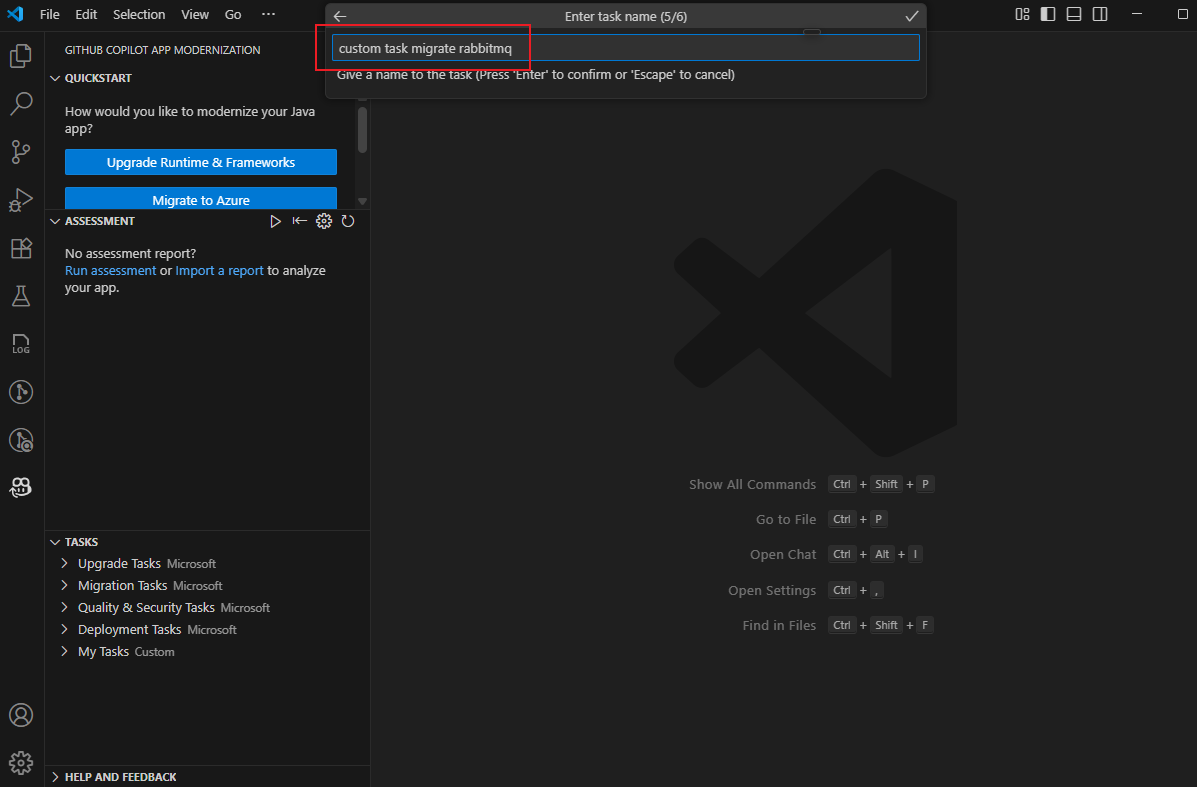 File Edit Selection View Go ...
Enter task name (5/6)
custom task migrate rabbitmq
Give a name to the task (Press 'Enter' to confirm or 'Escape' to cancel)
GITHUB COPILOT APP MODERNIZATION
QUICKSTART
How would you like to modernize your Java
app?
Upgrade Runtime & Frameworks
Migrate to Azure
ASSESSMENT
No assessment report?
Run assessment or Import a report to analyze
your app.
LOG
Show All Commands Ctrl + Shift + P
Go to File Ctrl + P
Open Chat Ctrl + Alt + I
Open Settings Ctrl + ,
Find in Files Ctrl + Shift + F
TASKS
Upgrade Tasks Microsoft
Migration Tasks Microsoft
Quality & Security Tasks Microsoft
Deployment Tasks Microsoft
My Tasks Custom
HELP AND FEEDBACK